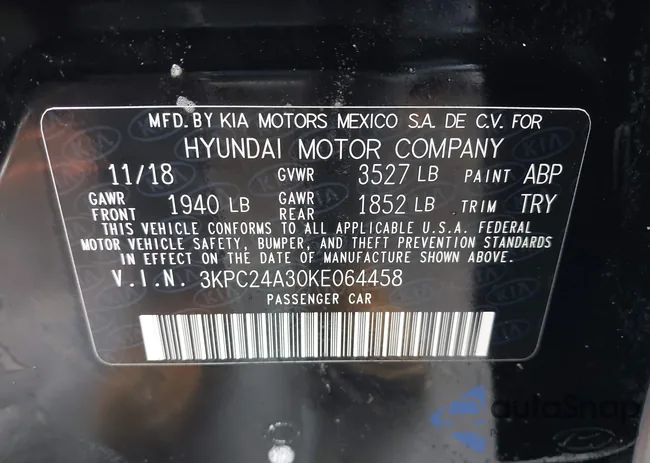 MFD. BY KIA MOTORS MEXICO S.A. DE C.V. FOR
HYUNDAI MOTOR COMPANY
11/18 GVWR 3527 LB PAINT ABP
GAWR FRONT 1940 LB GAWR REAR 1852 LB TRIM TRY
THIS VEHICLE CONFORMS TO ALL APPLICABLE U.S.A. FEDERAL
MOTOR VEHICLE SAFETY, BUMPER, AND THEFT PREVENTION STANDARDS
IN EFFECT ON THE DATE OF MANUFACTURE SHOWN ABOVE.
V.I.N. 3KPC24A30KE064458
PASSENGER CAR
KIA
AutoSnap